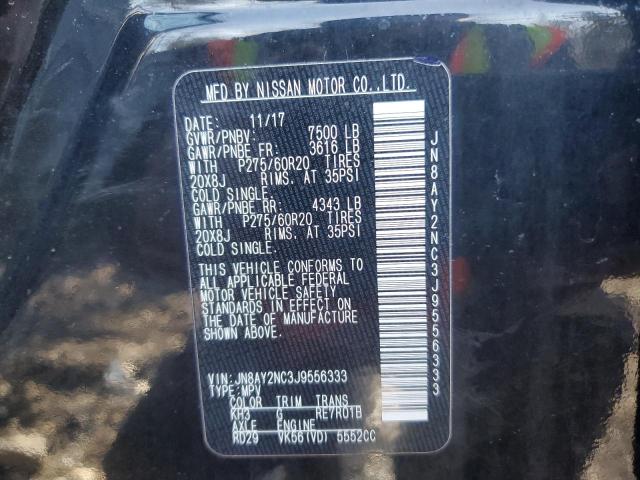 MFD BY NISSAN MOTOR CO.,LTD.
DATE: 11/17
GVWR/PNBV: 7500 LB
GAWR/PNBE FR: 3616 LB
WITH P275/60R20 TIRES
20X8J RIMS. AT 35PSI
COLD SINGLE.
GAWR/PNBE RR: 4343 LB
WITH P275/60R20 TIRES
20X8J RIMS. AT 35PSI
COLD SINGLE.
THIS VEHICLE CONFORMS TO
ALL APPLICABLE FEDERAL
MOTOR VEHICLE SAFETY
STANDARDS IN EFFECT ON
THE DATE OF MANUFACTURE
SHOWN ABOVE.
VIN:JN8AY2NC3J9556333
TYPE:MPV
COLOR TRIM TRANS
KH3 G RE7R01B
AXLE ENGINE
RD29 VK56(VD) 5552CC
JN8AY2NC3J9556333